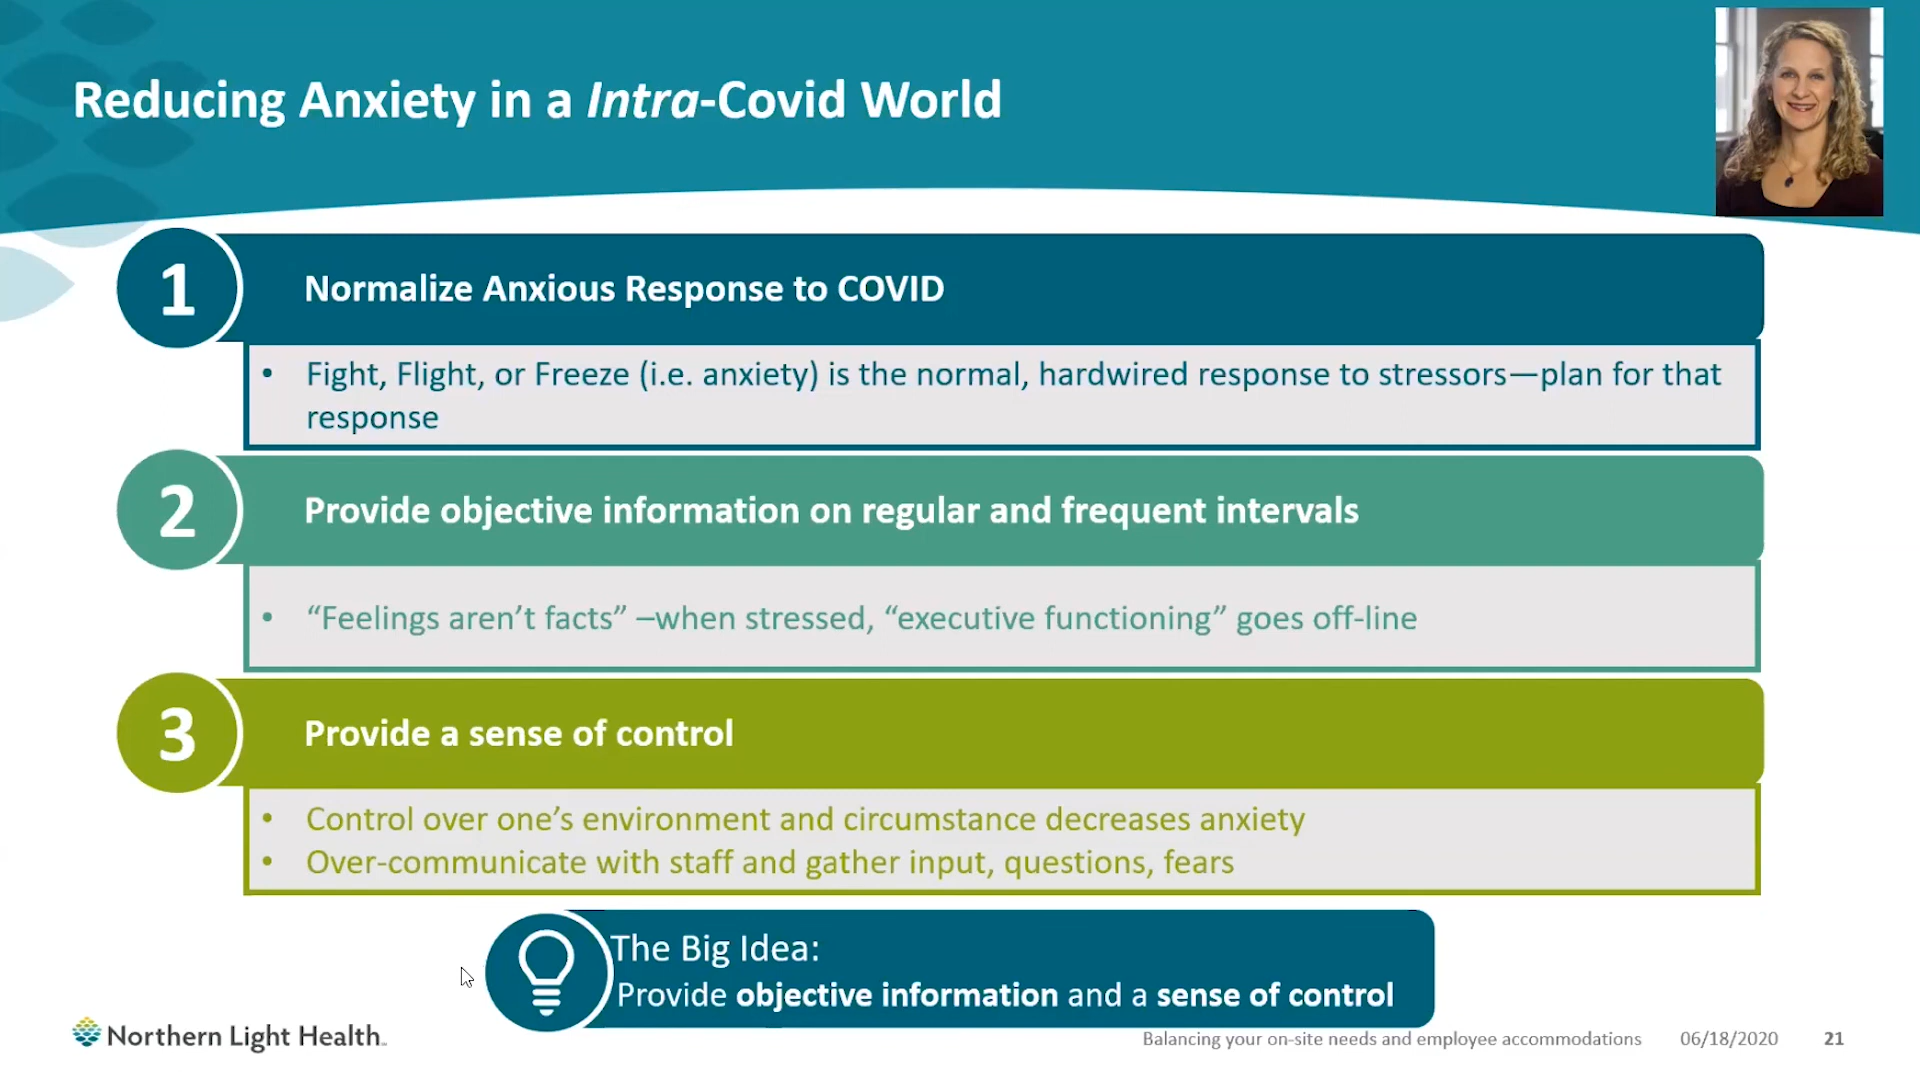 Reducing Anxiety in a Intra-Covid World
1
Normalize Anxious Response to COVID
• Fight, Flight, or Freeze (i.e. anxiety) is the normal, hardwired response to stressors—plan for that
response
2
Provide objective information on regular and frequent intervals
• “Feelings aren’t facts” –when stressed, “executive functioning” goes off-line
3
Provide a sense of control
• Control over one’s environment and circumstance decreases anxiety
• Over-communicate with staff and gather input, questions, fears
The Big Idea:
Provide objective information and a sense of control
Northern Light Health
Balancing your on-site needs and employee accommodations 06/18/2020 21